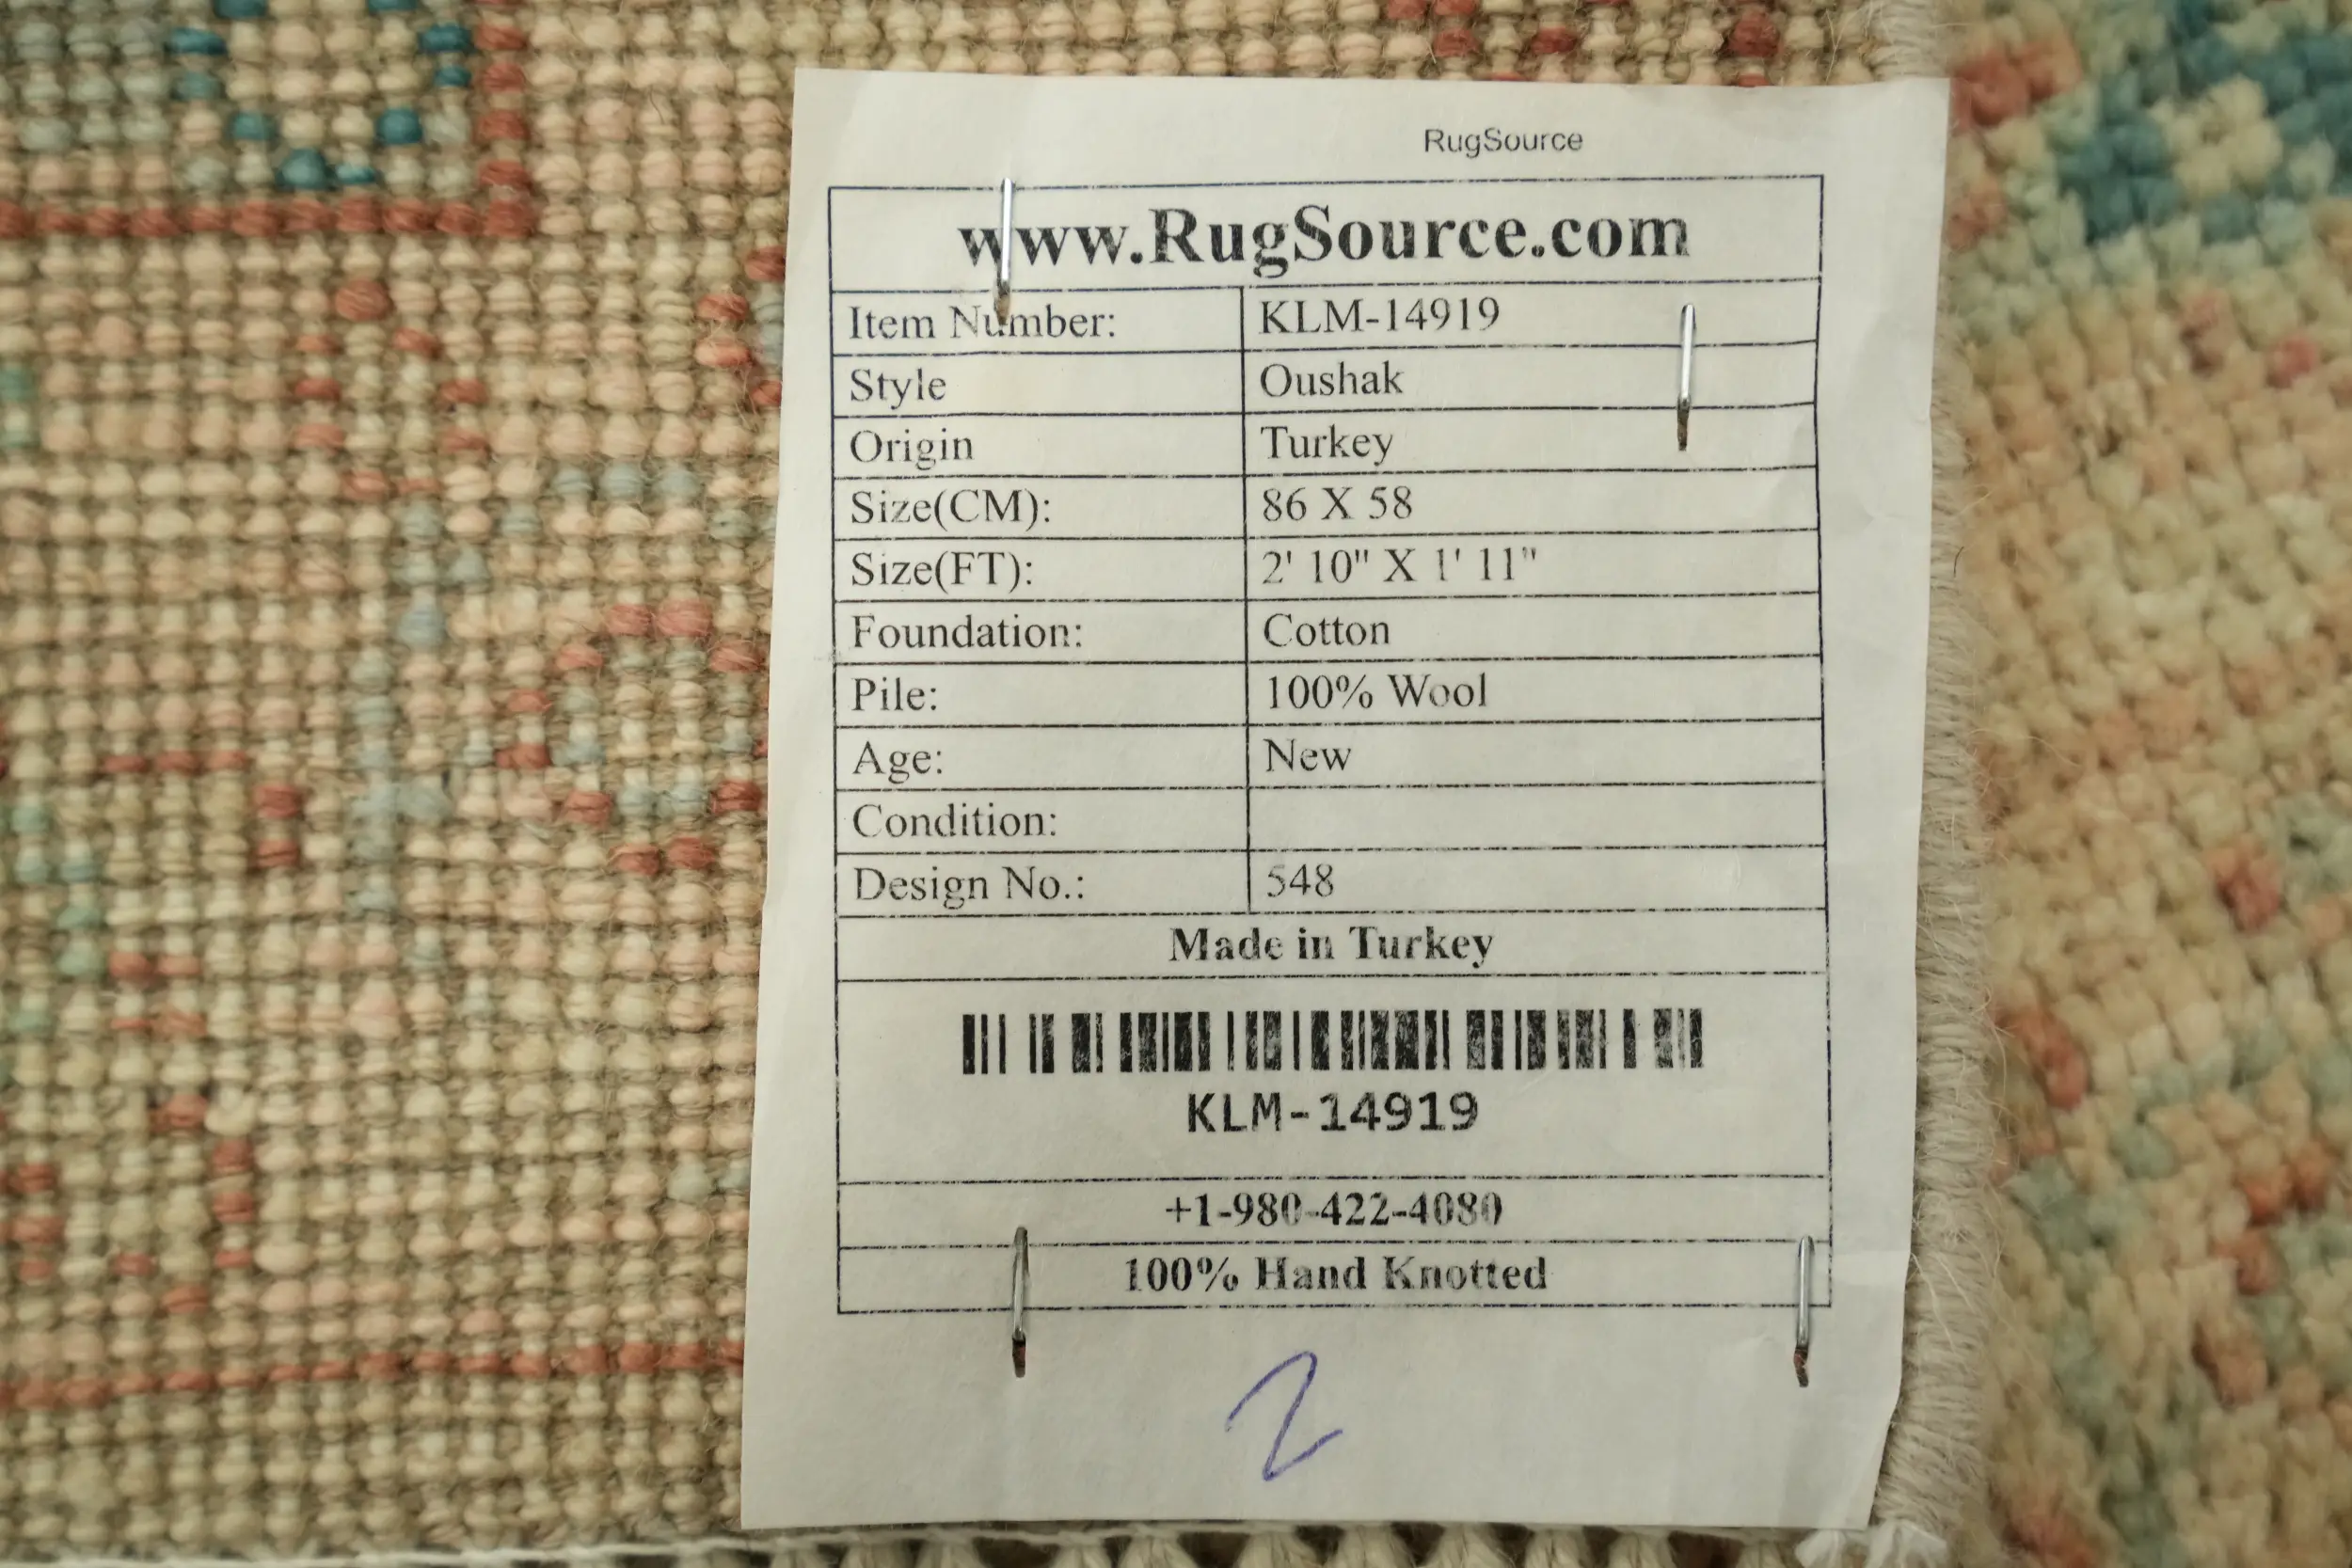 RugSource
www.RugSource.com
Item Number: KLM-14919
Style Oushak
Origin Turkey
Size(CM): 86 X 58
Size(FT): 2' 10" X 1' 11"
Foundation: Cotton
Pile: 100% Wool
Age: New
Condition:
Design No.: 548
Made in Turkey
KLM-14919
+1-980-422-4080
100% Hand Knotted
2